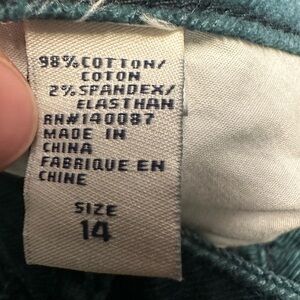 98% COTTON/
COTON
2% SPANDEX/
ELASTHAN
RN#140087
MADE IN
CHINA
FABRIQUE EN
CHINE
SIZE
14